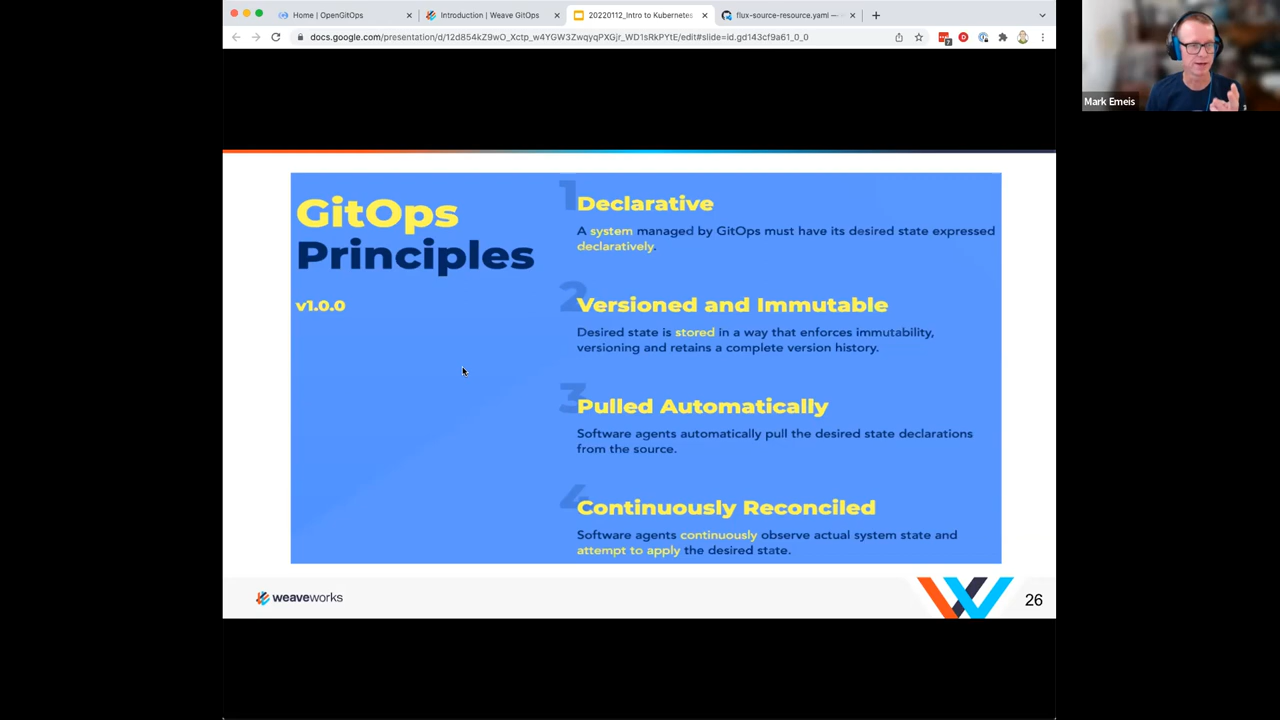 Home | OpenGitOps
Introduction | Weave GitOps
20220112_Intro to Kubernetes
flux-source-resource.yaml —
docs.google.com/presentation/d/12d854kZ9wO_Xctp_w4YGW3ZwqyqPXGjr_WD1sRkPYtE/edit#slide=id.gd143cf9a61_0_0
Mark Emeis
GitOps
Principles
v1.0.0
1
Declarative
A system managed by GitOps must have its desired state expressed
declaratively.
2
Versioned and Immutable
Desired state is stored in a way that enforces immutability,
versioning and retains a complete version history.
3
Pulled Automatically
Software agents automatically pull the desired state declarations
from the source.
4
Continuously Reconciled
Software agents continuously observe actual system state and
attempt to apply the desired state.
weaveworks
26